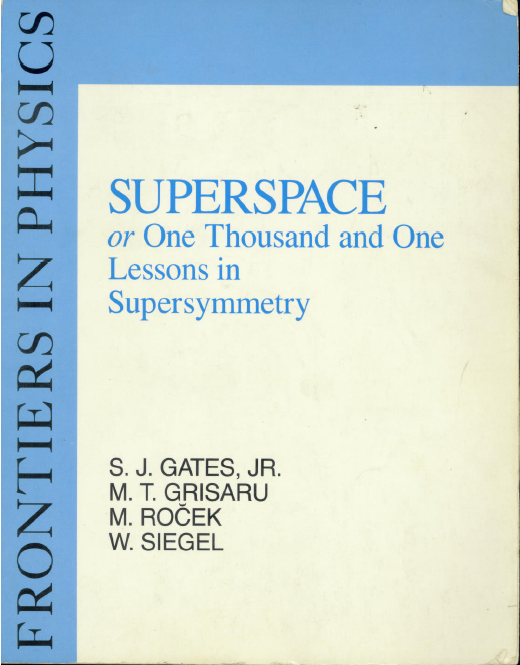 FRONTIERS IN PHYSICS
SUPERSPACE
or One Thousand and One
Lessons in
Supersymmetry
S. J. GATES, JR.
M. T. GRISARU
M. ROČEK
W. SIEGEL